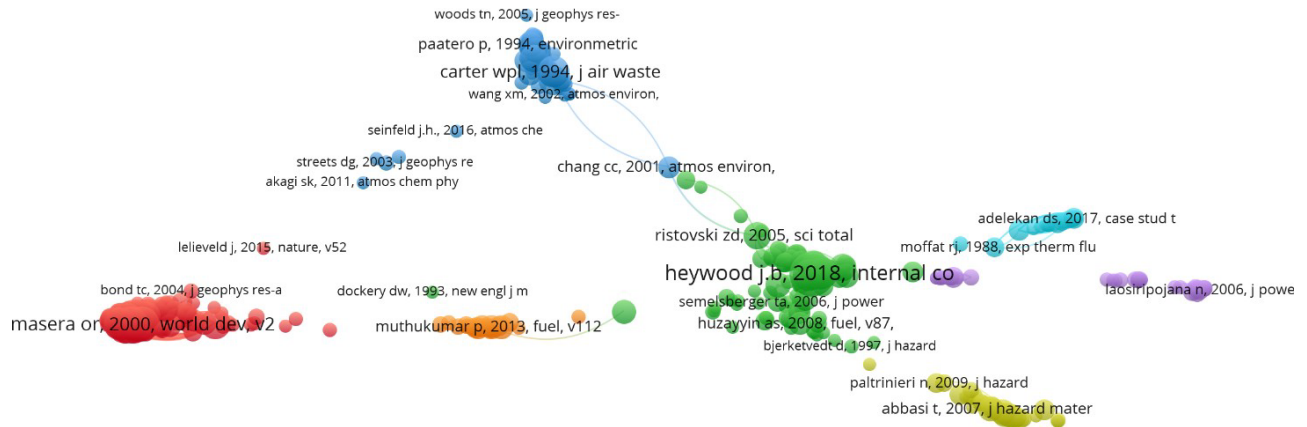 woods tn, 2005, j geophys res-
paatero p, 1994, environmetric
carter wpl, 1994, j air waste
wang xm, 2002, atmos environ,
seinfeld j.h., 2016, atmos che
streets dg, 2003, j geophys re
chang cc, 2001, atmos environ,
akagi sk, 2011, atmos chem phy
adelekan ds, 2017, case stud t
ristovski zd, 2005, sci total
lelieveld j, 2015, nature, v52
moffat rj, 1988, exp therm flu
heywood j.b, 2018, internal co
bond tc, 2004, j geophys res-a
dockery dw, 1993, new engl j m
laosiripojana n, 2006, j powe
semelsberger ta, 2006, j power
masera or, 2000, world dev, v2
muthukumar p, 2013, fuel, v112
huzayyin as, 2008, fuel, v87,
bjerketvedt d, 1997, j hazard
paltrinieri n, 2009, j hazard
abbasi t, 2007, j hazard mater